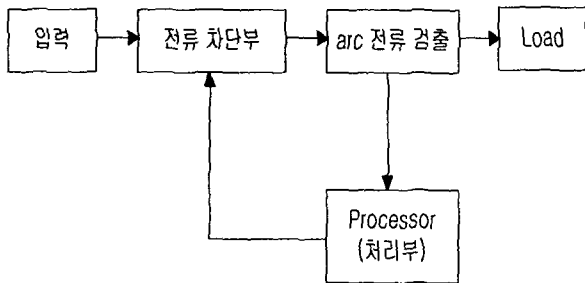 입력
전류 차단부
arc 전류 검출
Load
Processor
(처리부)